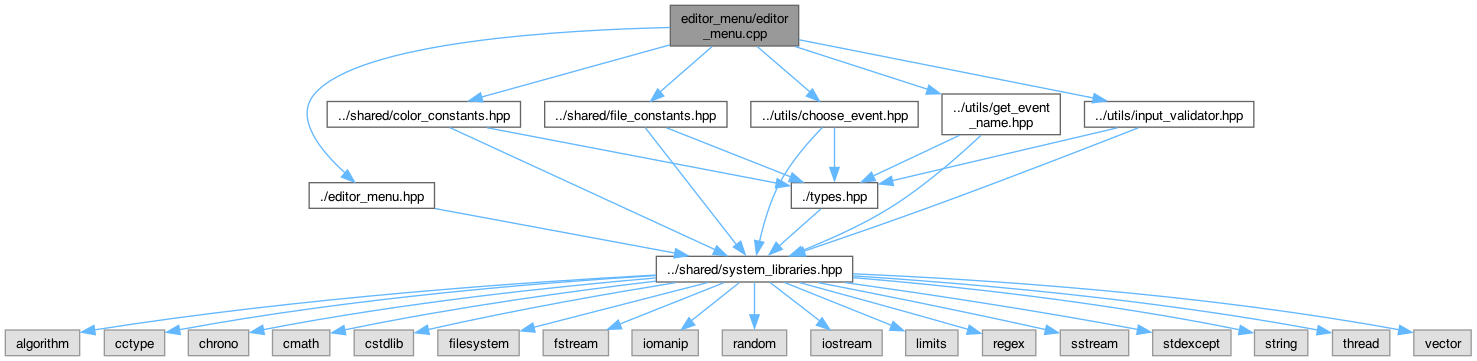 editor_menu/editor
_menu.cpp
../shared/color_constants.hpp
../shared/file_constants.hpp
../utils/choose_event.hpp
../utils/get_event
_name.hpp
../utils/input_validator.hpp
./editor_menu.hpp
./types.hpp
../shared/system_libraries.hpp
algorithm
cctype
chrono
cmath
cstdlib
filesystem
fstream
iomanip
random
iostream
limits
regex
sstream
stdexcept
string
thread
vector